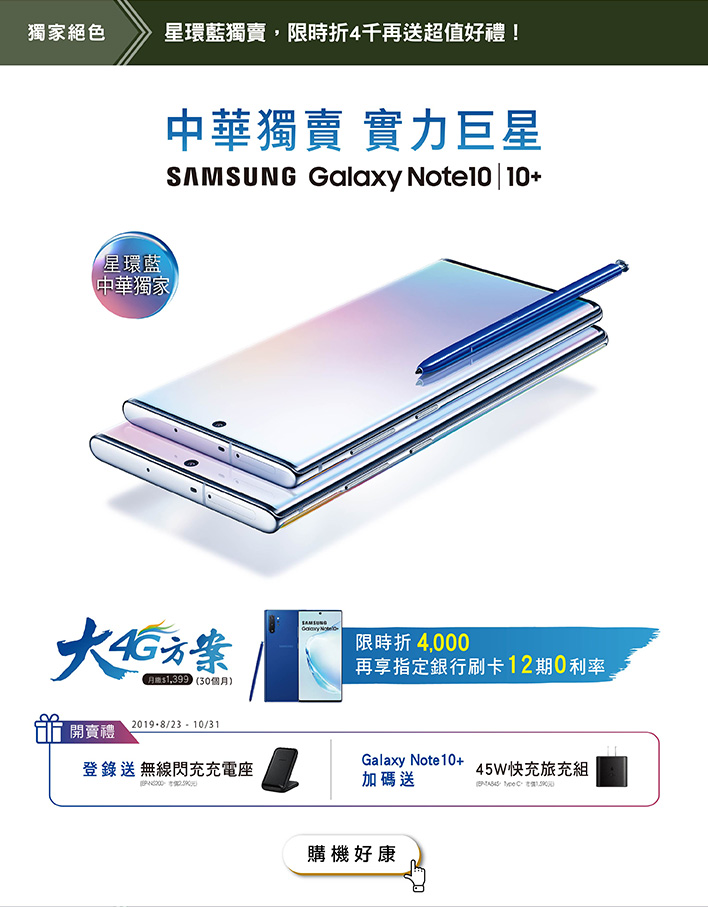 獨家絕色
星環藍獨賣，限時折4千再送超值好禮！
中華獨賣 實力巨星
SAMSUNG Galaxy Note10|10+
星環藍
中華獨家
大4G方案
月繳$1,399 (30個月)
SAMSUNG
Galaxy Note10+
限時折 4,000
再享指定銀行刷卡12期0利率
開賣禮
2019•8/23 - 10/31
登錄送 無線閃充充電座
Galaxy Note10+
加碼送
45W快充旅充組
購機好康